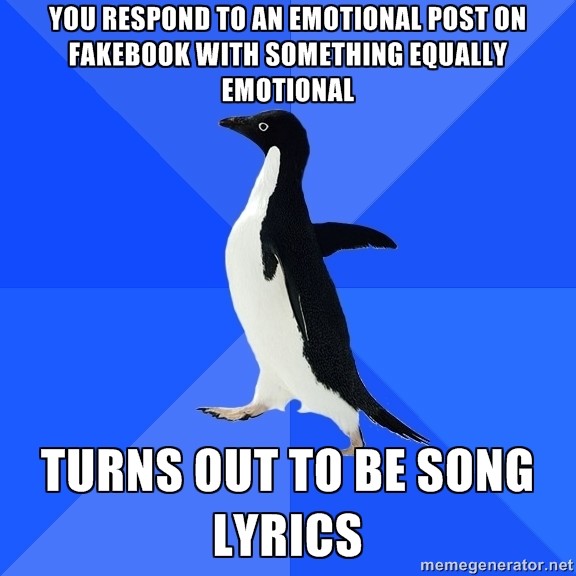 YOU RESPOND TO AN EMOTIONAL POST ON
FAKEBOOK WITH SOMETHING EQUALLY
EMOTIONAL
TURNS OUT TO BE SONG
LYRICS
memegenerator.net